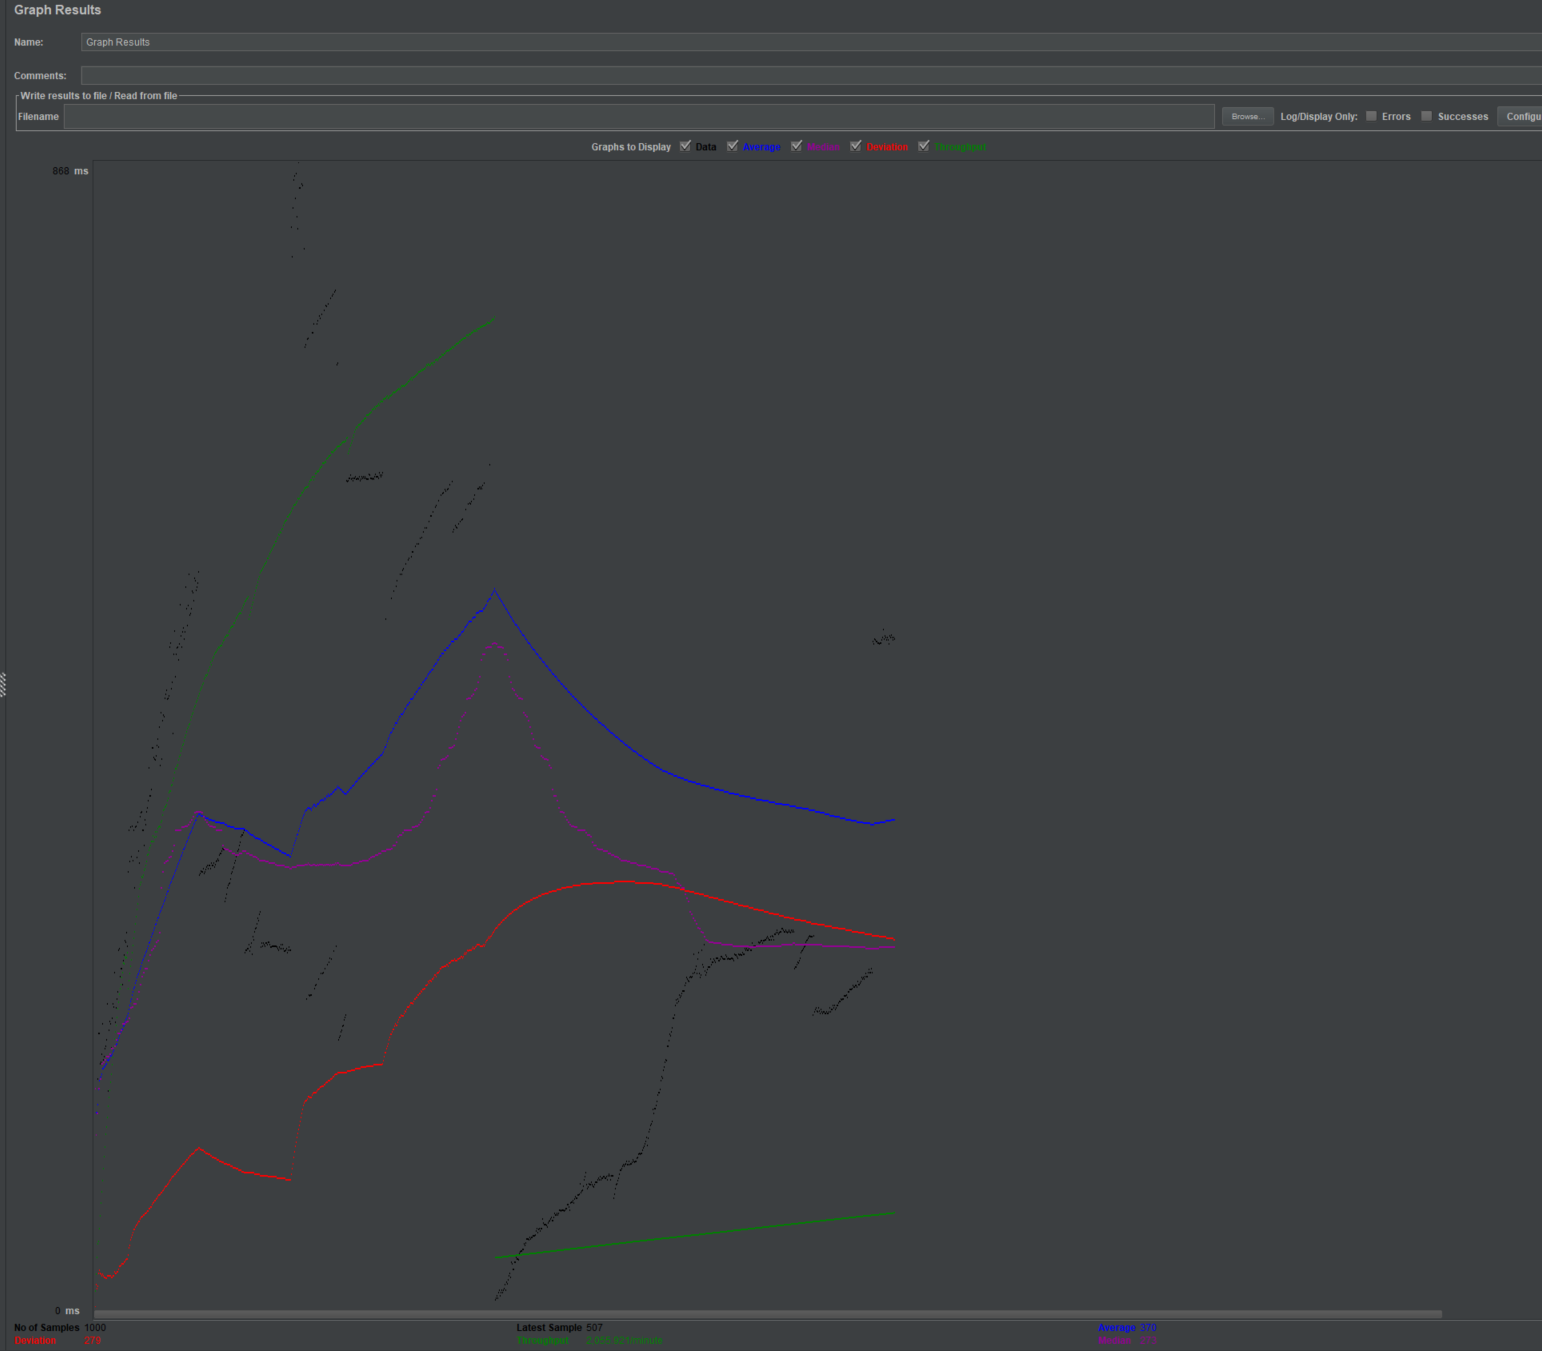 Graph Results
Name: Graph Results
Comments:
Write results to file / Read from file
Filename Browse... Log/Display Only: Errors Successes Configu
Graphs to Display Data Average Median Deviation Throughput
868 ms
0 ms
No of Samples 1000 Latest Sample 507 Average 370
Deviation 279 Throughput 2,055.921/minute Median